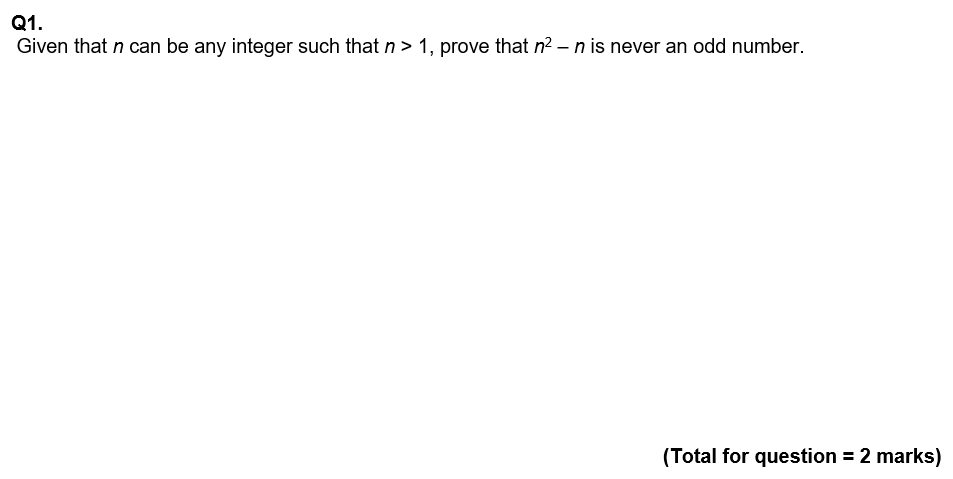 Q1.
Given that n can be any integer such that n > 1, prove that n² – n is never an odd number.
(Total for question = 2 marks)